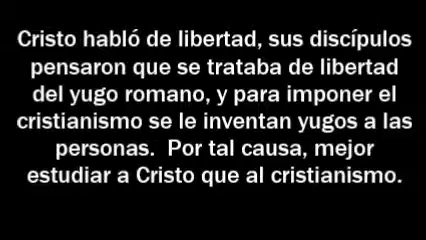 Cristo habló de libertad, sus discípulos
pensaron que se trataba de libertad
del yugo romano, y para imponer el
cristianismo se le inventan yugos a las
personas.  Por tal causa, mejor
estudiar a Cristo que al cristianismo.